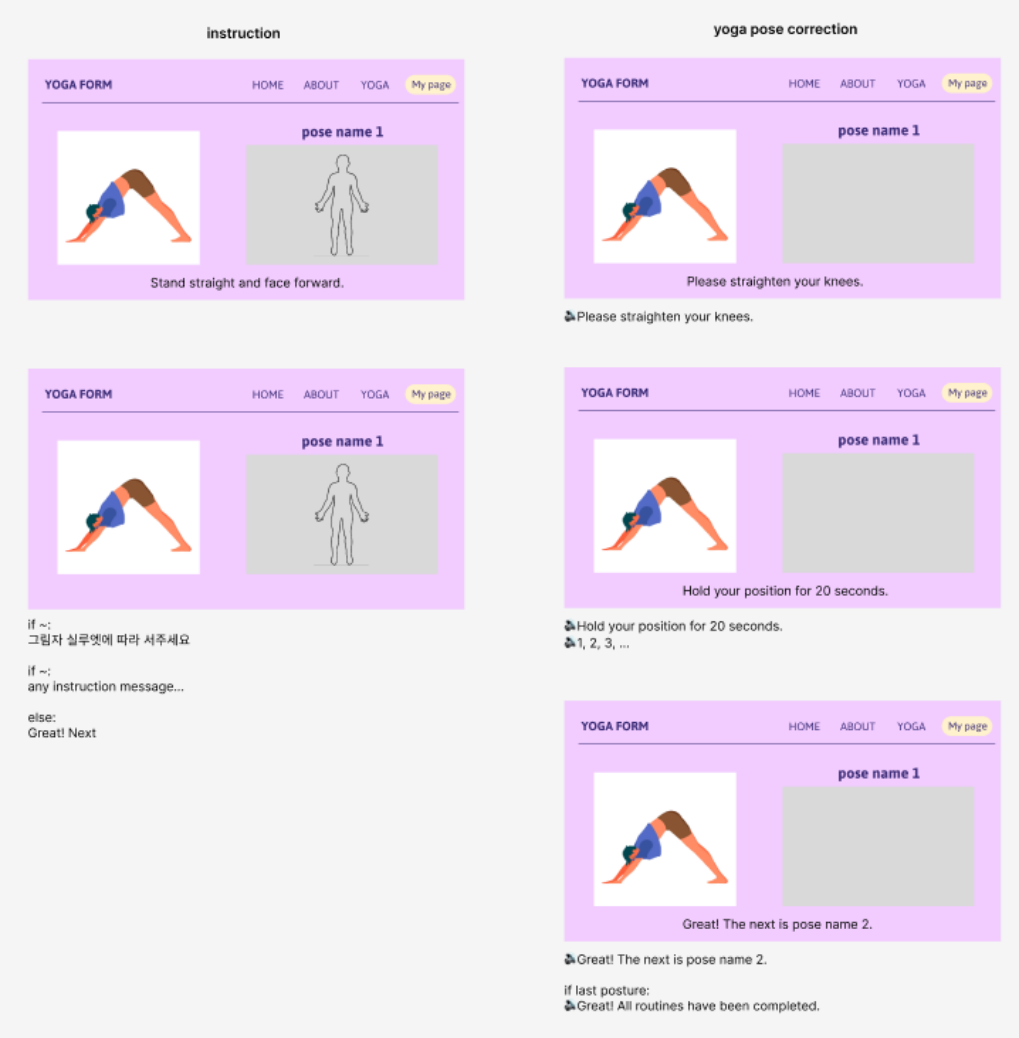 instruction
YOGA FORM HOME ABOUT YOGA My page
pose name 1
Stand straight and face forward.
YOGA FORM HOME ABOUT YOGA My page
pose name 1
if ~:
그림자 실루엣에 따라 서주세요
if ~:
any instruction message...
else:
Great! Next
yoga pose correction
YOGA FORM HOME ABOUT YOGA My page
pose name 1
Please straighten your knees.
🔊Please straighten your knees.
YOGA FORM HOME ABOUT YOGA My page
pose name 1
Hold your position for 20 seconds.
🔊Hold your position for 20 seconds.
🔊1, 2, 3, ...
YOGA FORM HOME ABOUT YOGA My page
pose name 1
Great! The next is pose name 2.
🔊Great! The next is pose name 2.
if last posture:
🔊Great! All routines have been completed.